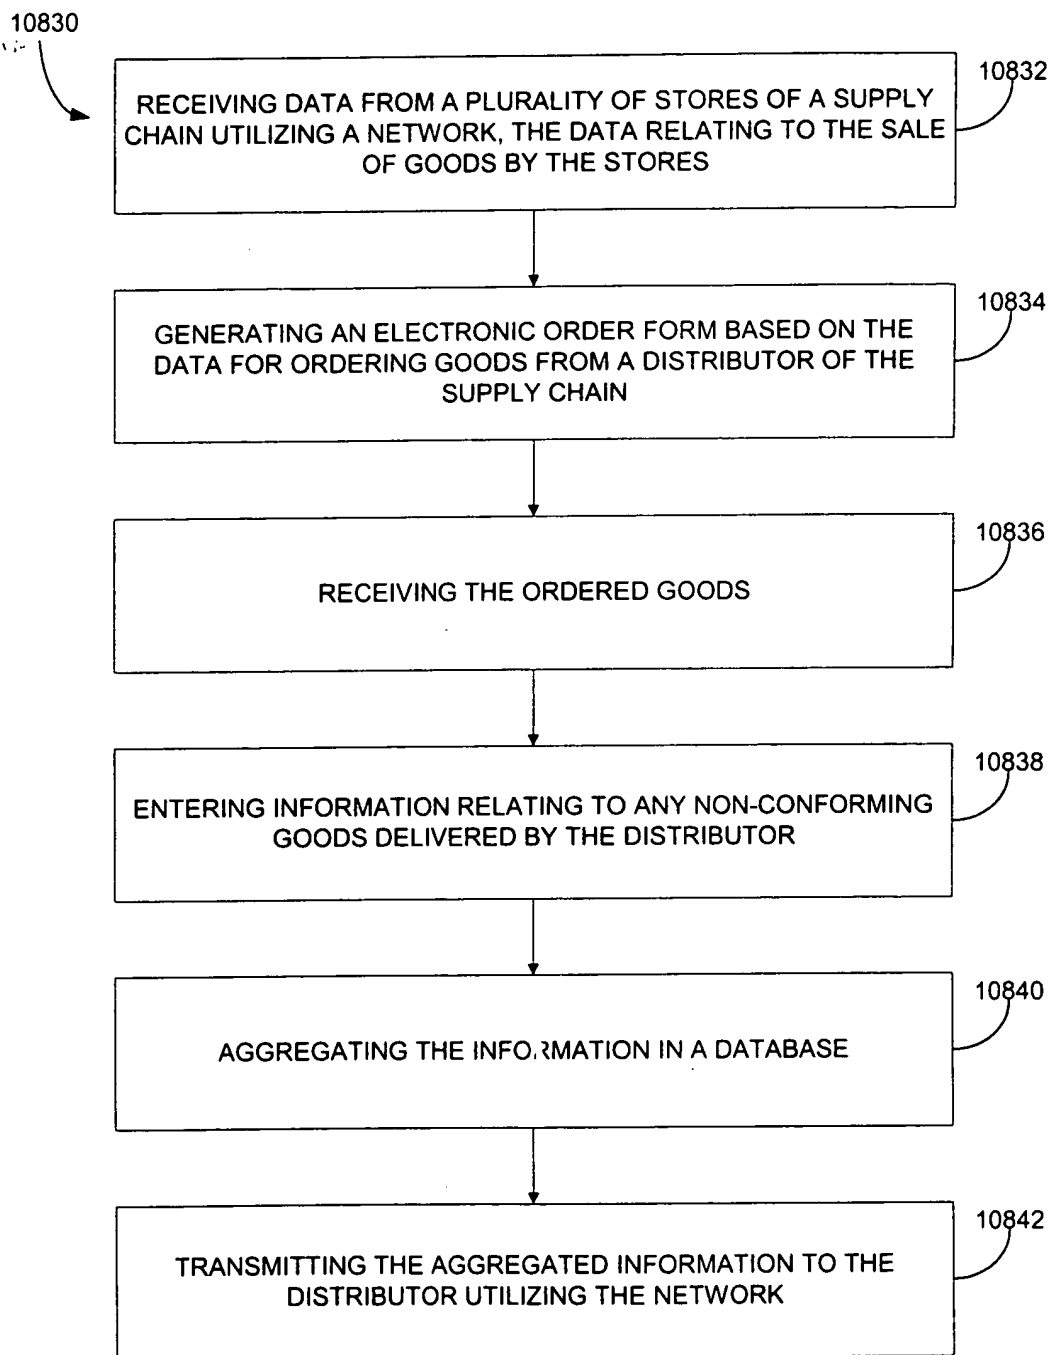 10830
10832
RECEIVING DATA FROM A PLURALITY OF STORES OF A SUPPLY
CHAIN UTILIZING A NETWORK, THE DATA RELATING TO THE SALE
OF GOODS BY THE STORES
10834
GENERATING AN ELECTRONIC ORDER FORM BASED ON THE
DATA FOR ORDERING GOODS FROM A DISTRIBUTOR OF THE
SUPPLY CHAIN
10836
RECEIVING THE ORDERED GOODS
10838
ENTERING INFORMATION RELATING TO ANY NON-CONFORMING
GOODS DELIVERED BY THE DISTRIBUTOR
10840
AGGREGATING THE INFORMATION IN A DATABASE
10842
TRANSMITTING THE AGGREGATED INFORMATION TO THE
DISTRIBUTOR UTILIZING THE NETWORK